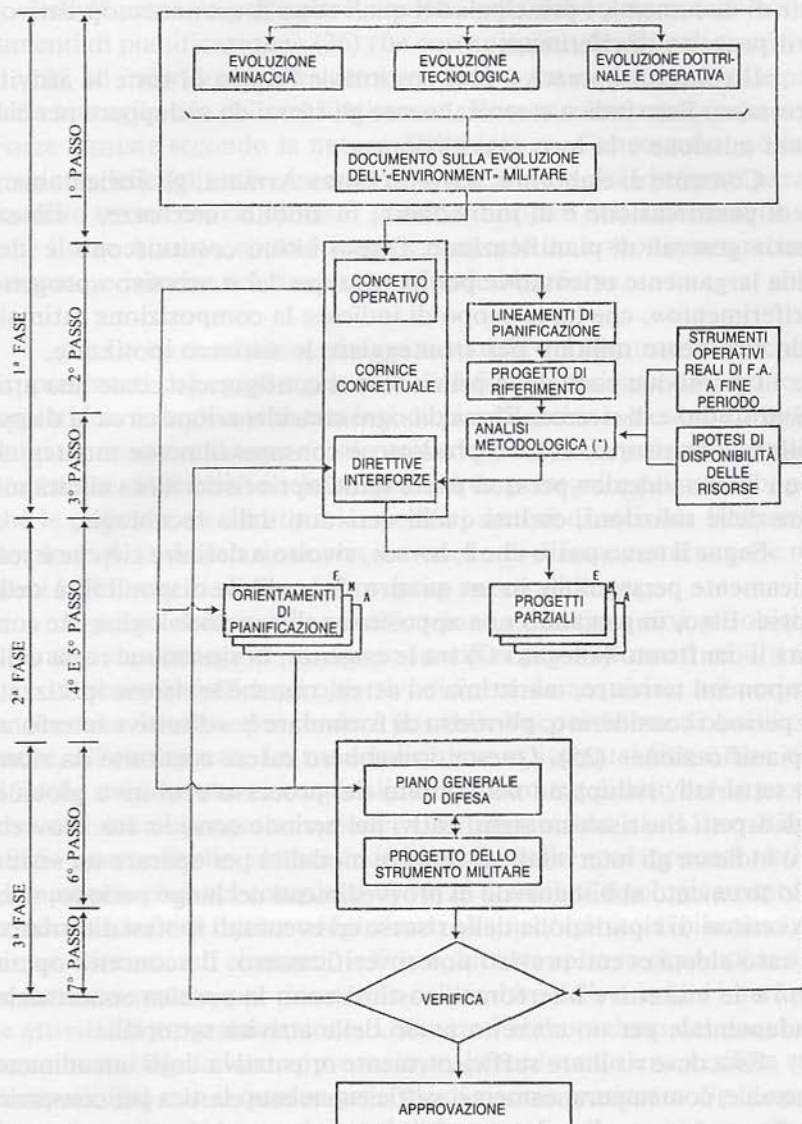 EVOLUZIONE
MINACCIA
EVOLUZIONE
TECNOLOGICA
EVOLUZIONE DOTTRI-
NALE E OPERATIVA
DOCUMENTO SULLA EVOLUZIONE
DELL'«ENVIRONMENT» MILITARE
1° PASSO
1ª FASE
2° PASSO
CONCETTO
OPERATIVO
LINEAMENTI DI
PIANIFICAZIONE
CORNICE
CONCETTUALE
PROGETTO DI
RIFERIMENTO
STRUMENTI
OPERATIVI
REALI DI F.A.
A FINE
PERIODO
3° PASSO
ANALISI
METODOLOGICA (*)
DIRETTIVE
INTERFORZE
IPOTESI DI
DISPONIBILITÀ
DELLE
RISORSE
2ª FASE
4° E 5° PASSO
E
M
A
ORIENTAMENTI
DI
PIANIFICAZIONE
E
M
A
PROGETTI
PARZIALI
3ª FASE
6° PASSO
PIANO GENERALE
DI DIFESA
PROGETTO DELLO
STRUMENTO MILITARE
7° PASSO
VERIFICA
APPROVAZIONE